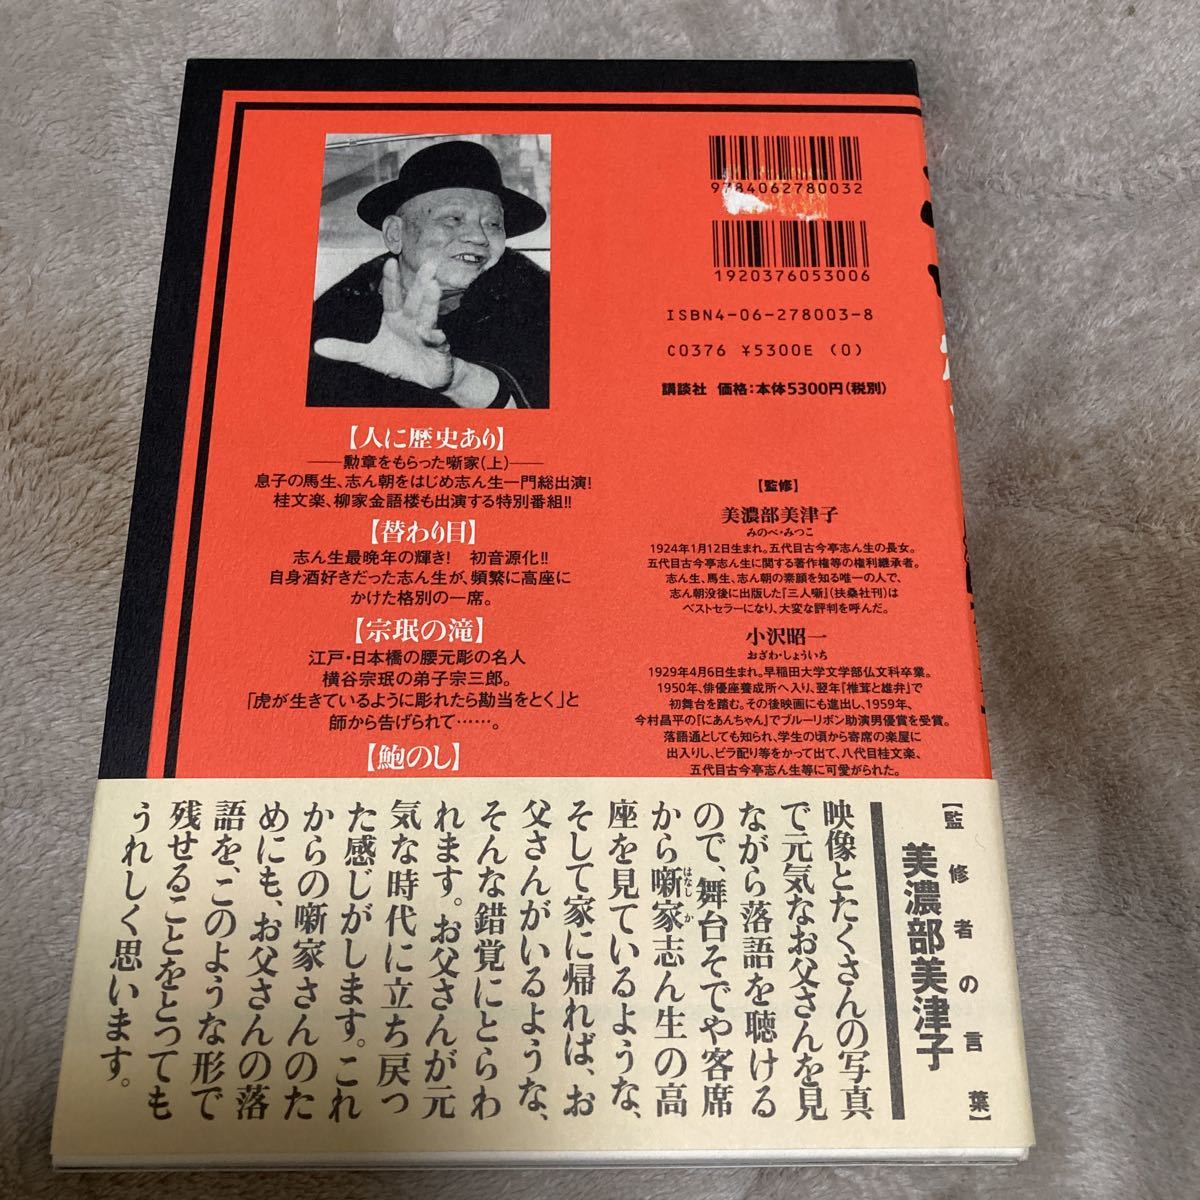 9784062780032
1920376053006
ISBN4-06-278003-8
C0376 ¥5300E (0)
講談社 価格:本体5300円(税別)
【人に歴史あり】
――勲章をもらった噺家(上)――
息子の馬生、志ん朝をはじめ志ん生一門総出演!
桂文楽、柳家金語楼も出演する特別番組!!
【替わり目】
志ん生最晩年の輝き! 初音源化!!
自身酒好きだった志ん生が、頻繁に高座に
かけた格別の一席。
【宗珉の滝】
江戸・日本橋の腰元彫の名人
横谷宗珉の弟子宗三郎。
「虎が生きているように彫れたら勘当をとく」と
師から告げられて……。
【鮑のし】
【監修】
美濃部美津子
みのべ・みつこ
1924年1月12日生まれ。五代目古今亭志ん生の長女。
五代目古今亭志ん生に関する著作権等の権利継承者。
志ん生、馬生、志ん朝の素顔を知る唯一の人で、
志ん朝没後に出版した『三人噺』(扶桑社刊)は
ベストセラーになり、大変な評判を呼んだ。
小沢昭一
おざわ・しょういち
1929年4月6日生まれ。早稲田大学文学部仏文科卒業。
1950年、俳優座養成所へ入り、翌年『椎茸と雄弁』で
初舞台を踏む。その後映画にも進出し、1959年、
今村昌平の『にあんちゃん』でブルーリボン助演男優賞を受賞。
落語通としても知られ、学生の頃から寄席の楽屋に
出入りし、ビラ配り等をかって出て、八代目桂文楽、
五代目古今亭志ん生等に可愛がられた。
【監修者の言葉】
美濃部美津子
映像とたくさんの写真
で元気なお父さんを見
ながら落語を聴ける
ので、舞台そでや客席
から噺家志ん生の高
はなし か
座を見ているような、
そして家に帰れば、お
父さんがいるような、
そんな錯覚にとらわ
れます。お父さんが元
気な時代に立ち戻っ
た感じがします。これ
からの噺家さんのた
めにも、お父さんの落
語を、このような形で
残せることをとっても
うれしく思います。